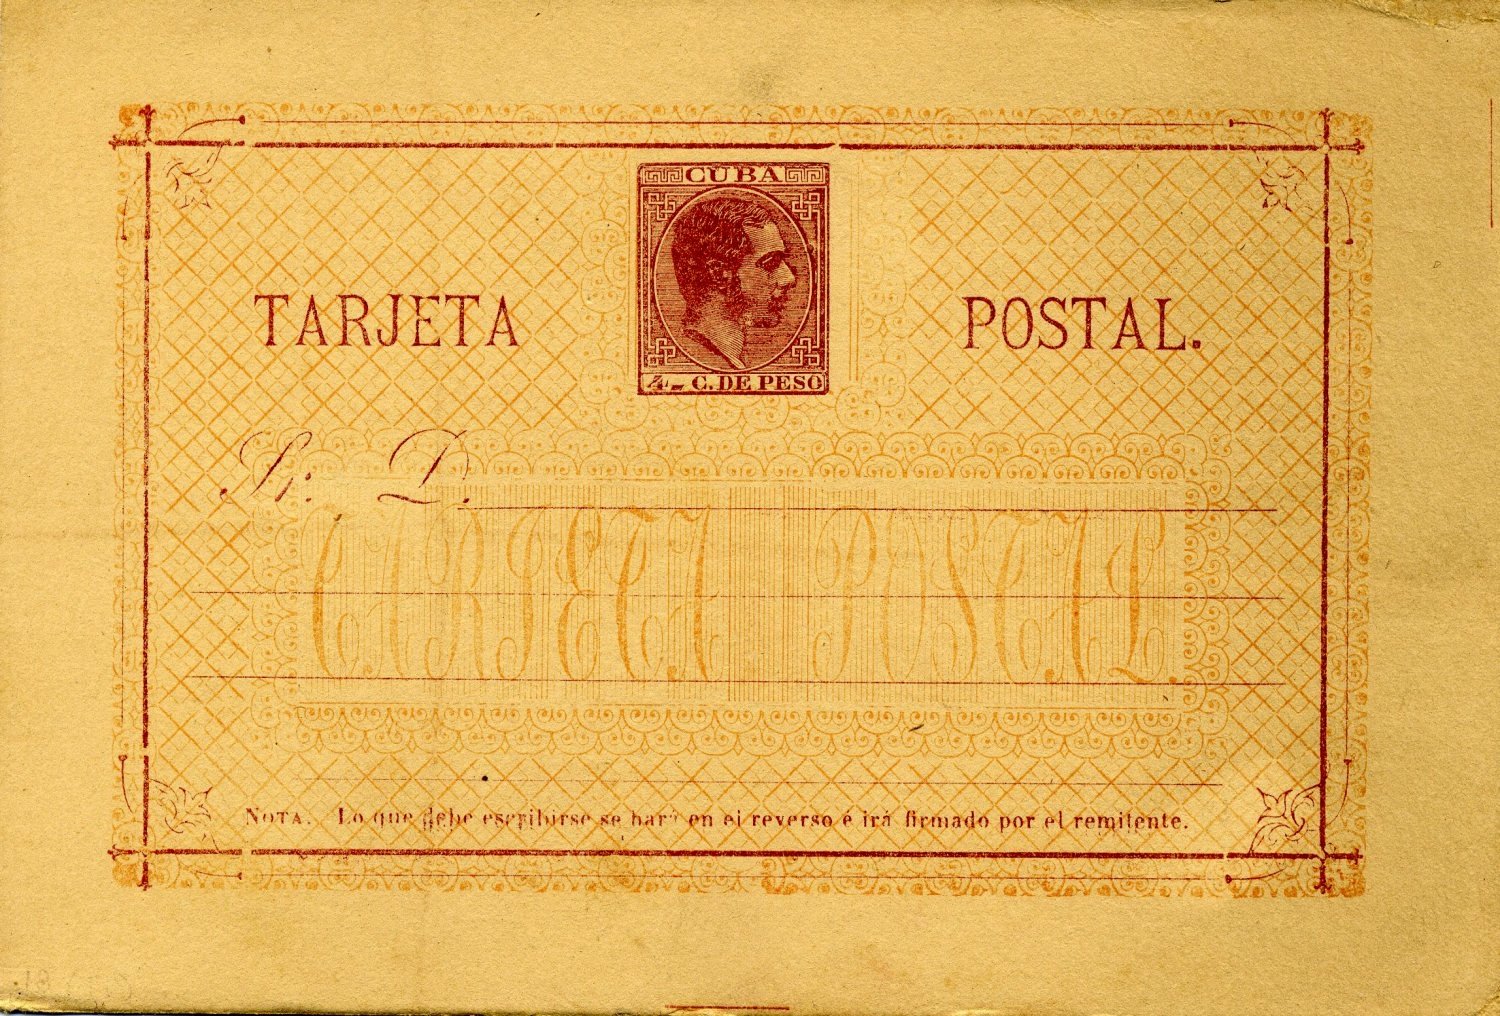 CUBA
TARJETA POSTAL.
4 C. DE PESO
Sr. D.
TARJETA POSTAL.
NOTA. Lo que debe escribirse se hará en el reverso é irá firmado por el remitente.